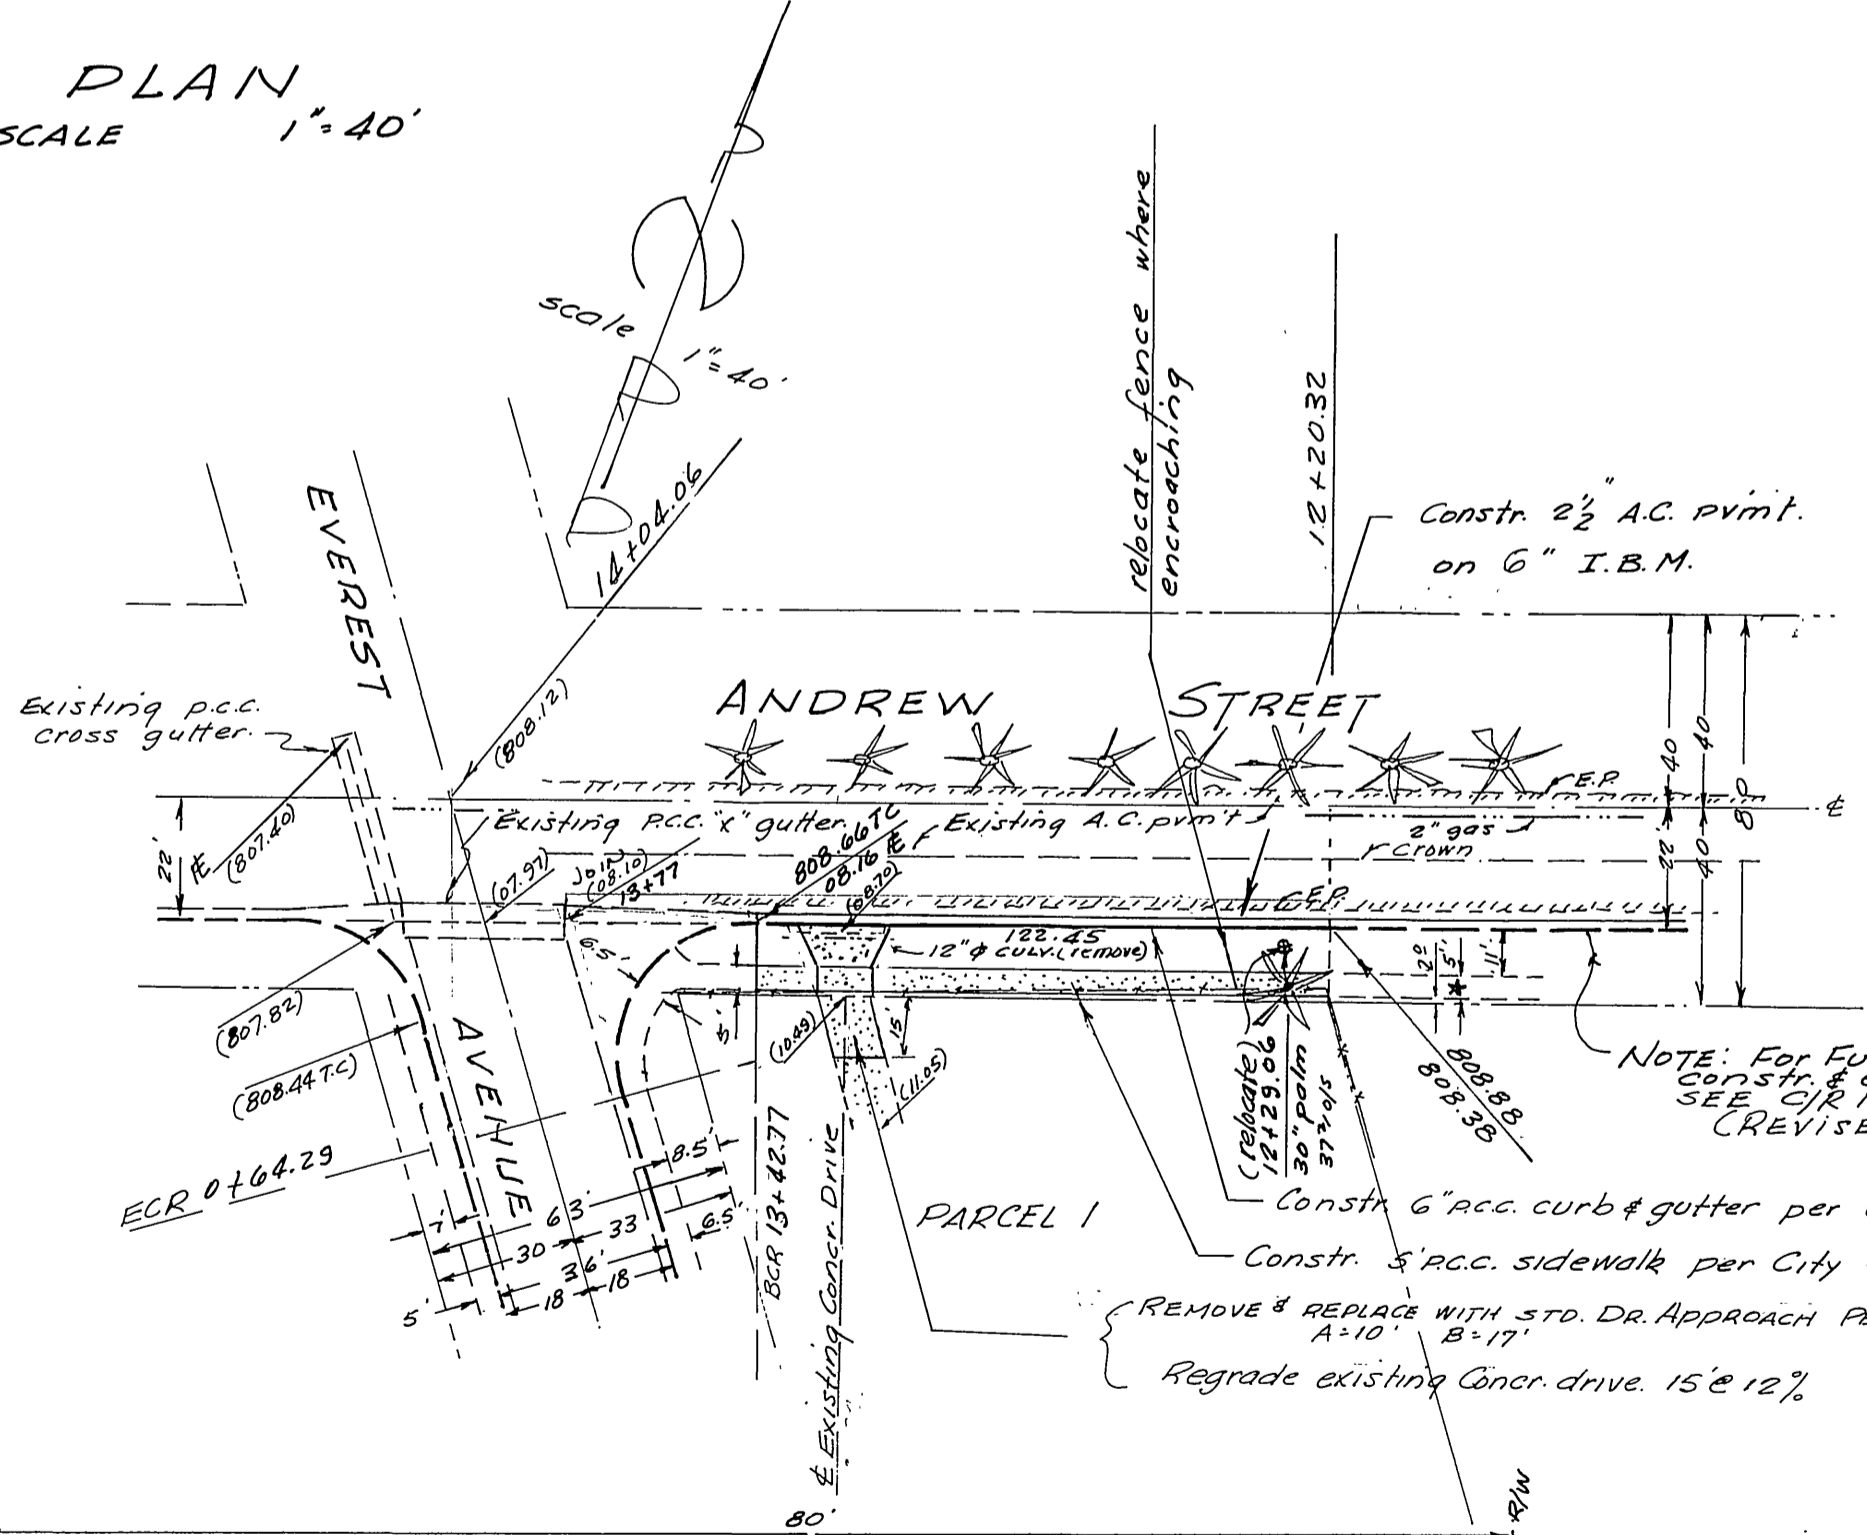 PLAN
SCALE 1"=40'
scale 1"=40'
14+04.06
relocate fence where
encroaching
12+20.32
Constr. 2½" A.C. pvm't.
on 6" I.B.M.
EVEREST
Existing p.c.c.
cross gutter.
(808.12)
ANDREW STREET
E.P.
22'
(807.40)
Existing P.C.C. "x" gutter.
808.66 TC
08.16
(08.70)
Existing A.C. pvm't
2" gas
crown
40
40
80
22'
40'
(07.97)
JOIN
(08.10)
13+77
E.P.
122.45
12" ϕ CULV. (remove)
11'
5'
(807.82)
(808.44 T.C)
AVENUE
(10.49)
15'
(11.05)
(relocate)
12+29.06
30" palm
808.88
808.38
NOTE: For Fu
constr. &
SEE C/R
(REVISE
ECR 0+64.29
8.5'
7'
63'
33
6.5'
30
36'
18
18
5'
BCR 13+42.77
℄ Existing Concr. Drive
PARCEL 1
Constr. 6" p.c.c. curb & gutter per
Constr. 5' P.C.C. sidewalk per City
REMOVE & REPLACE WITH STD. DR. APPROACH PE
A=10' B=17'
Regrade existing Concr. drive. 15' @ 12%
80'
R/W